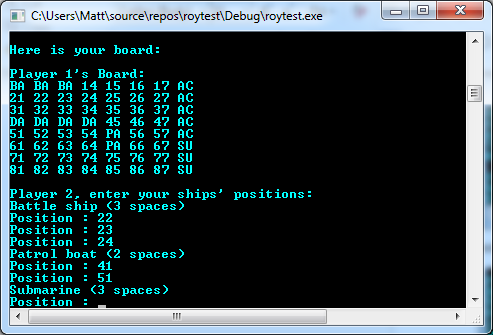 C:\Users\Matt\source\repos\roytest\Debug\roytest.exe
Here is your board:
Player 1's Board:
BA BA BA 14 15 16 17 AC
21 22 23 24 25 26 27 AC
31 32 33 34 35 36 37 AC
DA DA DA DA 45 46 47 AC
51 52 53 54 PA 56 57 AC
61 62 63 64 PA 66 67 SU
71 72 73 74 75 76 77 SU
81 82 83 84 85 86 87 SU
Player 2, enter your ships' positions:
Battle ship (3 spaces)
Position : 22
Position : 23
Position : 24
Patrol boat (2 spaces)
Position : 41
Position : 51
Submarine (3 spaces)
Position :